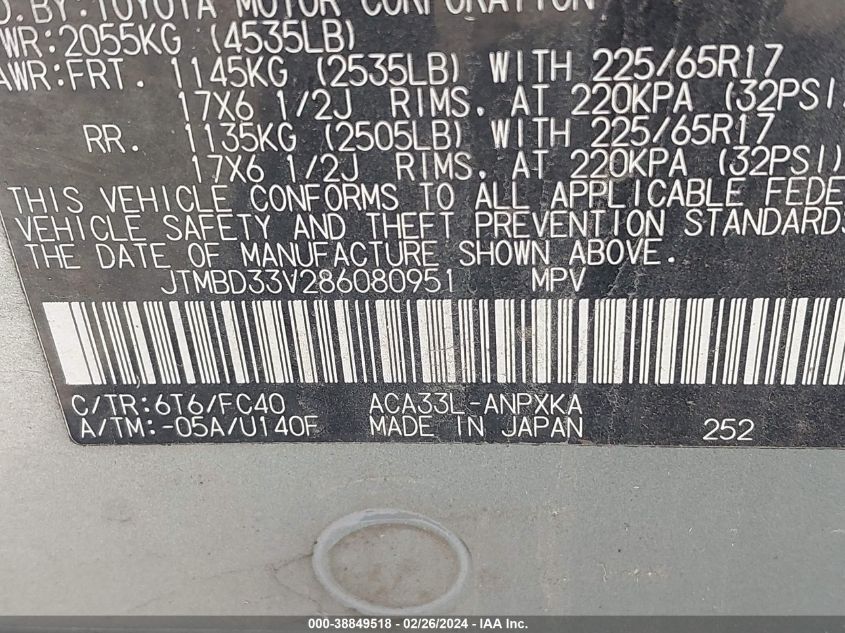 BY: TOYOTA MOTOR CORPORATION
WR: 2055KG (4535LB)
AWR: FRT. 1145KG (2535LB) WITH 225/65R17
17X6 1/2J RIMS, AT 220KPA (32PSI)
RR. 1135KG (2505LB) WITH 225/65R17
17X6 1/2J RIMS, AT 220KPA (32PSI)
THIS VEHICLE CONFORMS TO ALL APPLICABLE FEDE
VEHICLE SAFETY AND THEFT PREVENTION STANDARDS
THE DATE OF MANUFACTURE SHOWN ABOVE.
JTMBD33V286080951 MPV
C/TR: 6T6/FC40 ACA33L-ANPXKA
A/TM: -05A/U140F MADE IN JAPAN 252
000-38849518 - 02/26/2024 - IAA Inc.